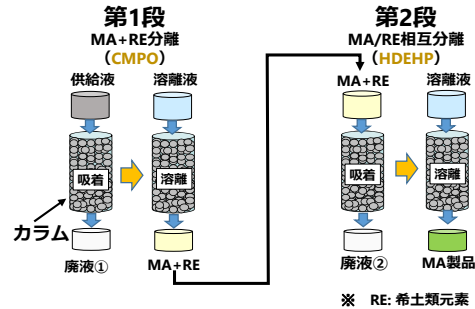 第1段
MA+RE分離
(CMPO)
供給液
溶離液
吸着
溶離
カラム
廃液①
MA+RE
第2段
MA/RE相互分離
(HDEHP)
MA+RE
溶離液
吸着
溶離
廃液②
MA製品
※ RE: 希土類元素